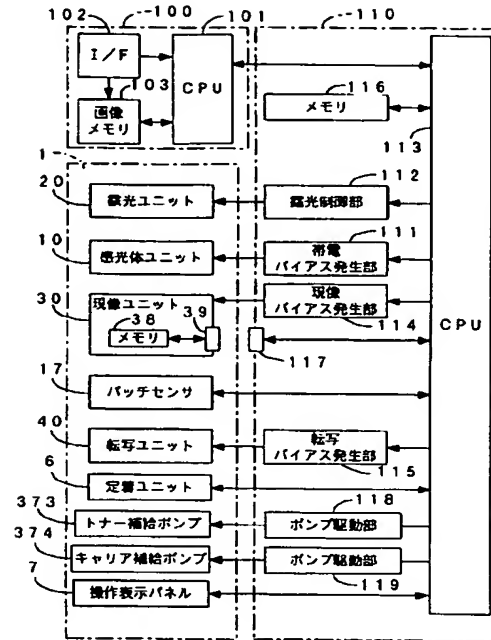 102
100
101
110
I/F
103
画像
メモリ
CPU
メモリ
116
113
1
20
露光ユニット
露光制御部
112
10
感光体ユニット
帯電
バイアス発生部
111
30
現像ユニット
39
38
メモリ
現像
バイアス発生部
114
117
CPU
17
パッチセンサ
40
転写ユニット
転写
バイアス発生部
115
6
定着ユニット
373
トナー補給ポンプ
ポンプ駆動部
118
374
キャリア補給ポンプ
ポンプ駆動部
119
7
操作表示パネル